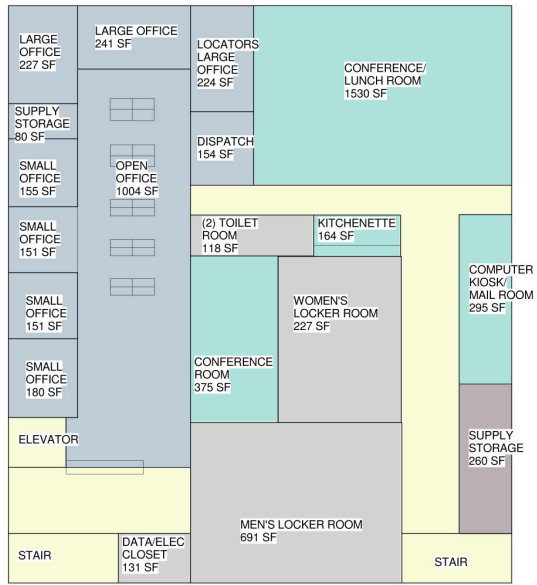 LARGE
OFFICE
227 SF
LARGE OFFICE
241 SF
LOCATORS
LARGE
OFFICE
224 SF
CONFERENCE/
LUNCH ROOM
1530 SF
SUPPLY
STORAGE
80 SF
DISPATCH
154 SF
SMALL
OFFICE
155 SF
OPEN
OFFICE
1004 SF
SMALL
OFFICE
151 SF
(2) TOILET
ROOM
118 SF
KITCHENETTE
164 SF
COMPUTER
KIOSK/
MAIL ROOM
295 SF
SMALL
OFFICE
151 SF
WOMEN'S
LOCKER ROOM
227 SF
SMALL
OFFICE
180 SF
CONFERENCE
ROOM
375 SF
ELEVATOR
SUPPLY
STORAGE
260 SF
MEN'S LOCKER ROOM
691 SF
STAIR
DATA/ELEC
CLOSET
131 SF
STAIR